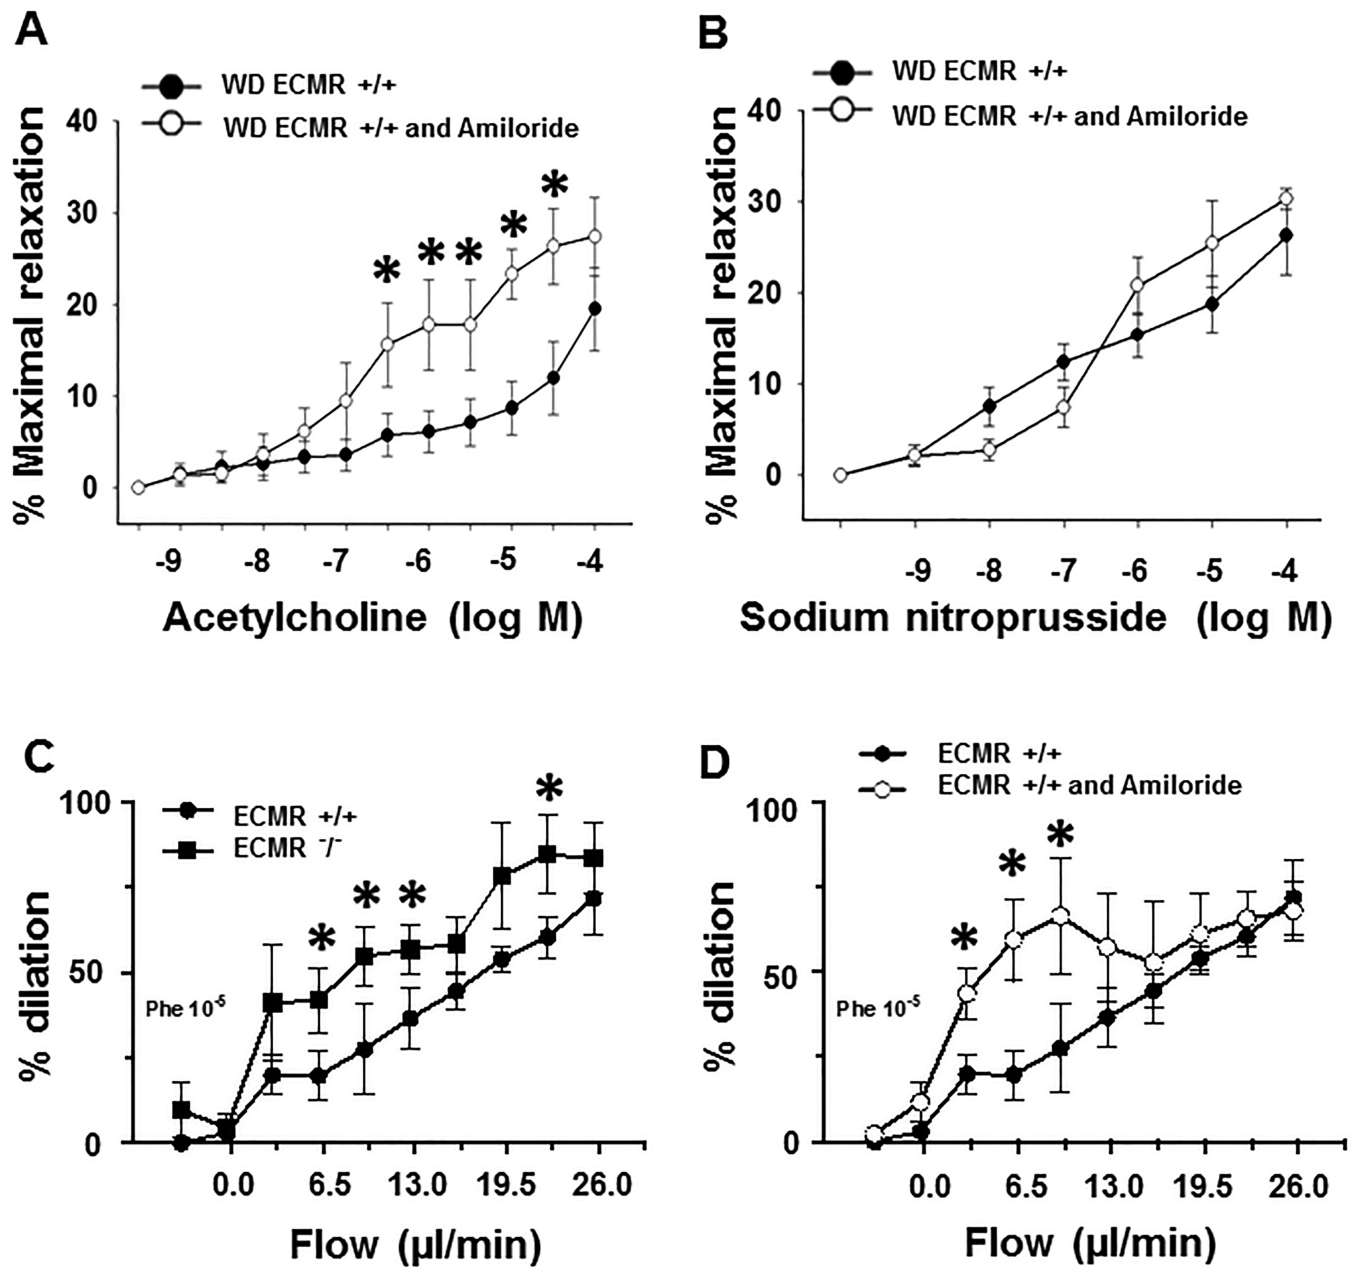 A
WD ECMR +/+
WD ECMR +/+ and Amiloride
% Maximal relaxation
40
30
20
10
0
* * * * *
-9 -8 -7 -6 -5 -4
Acetylcholine (log M)
B
WD ECMR +/+
WD ECMR +/+ and Amiloride
% Maximal relaxation
40
30
20
10
0
-9 -8 -7 -6 -5 -4
Sodium nitroprusside (log M)
C
ECMR +/+
ECMR -/-
% dilation
100
50
0
Phe 10-5
* * * *
0.0 6.5 13.0 19.5 26.0
Flow (µl/min)
D
ECMR +/+
ECMR +/+ and Amiloride
% dilation
100
50
0
Phe 10-5
* * *
0.0 6.5 13.0 19.5 26.0
Flow (µl/min)